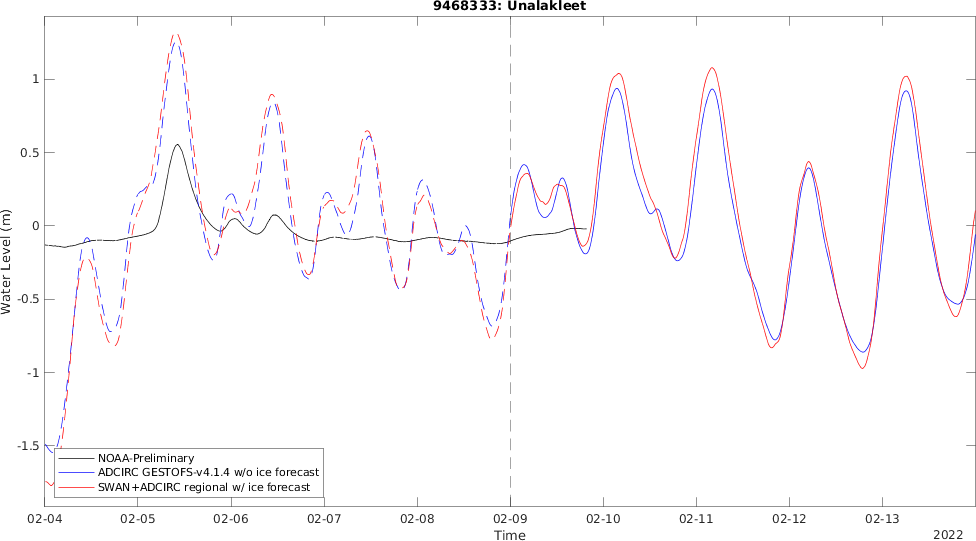 9468333: Unalakleet
1
0.5
0
-0.5
-1
-1.5
Water Level (m)
NOAA-Preliminary
ADCIRC GESTOFS-v4.1.4 w/o ice forecast
SWAN+ADCIRC regional w/ ice forecast
02-04 02-05 02-06 02-07 02-08 02-09 02-10 02-11 02-12 02-13
Time
2022